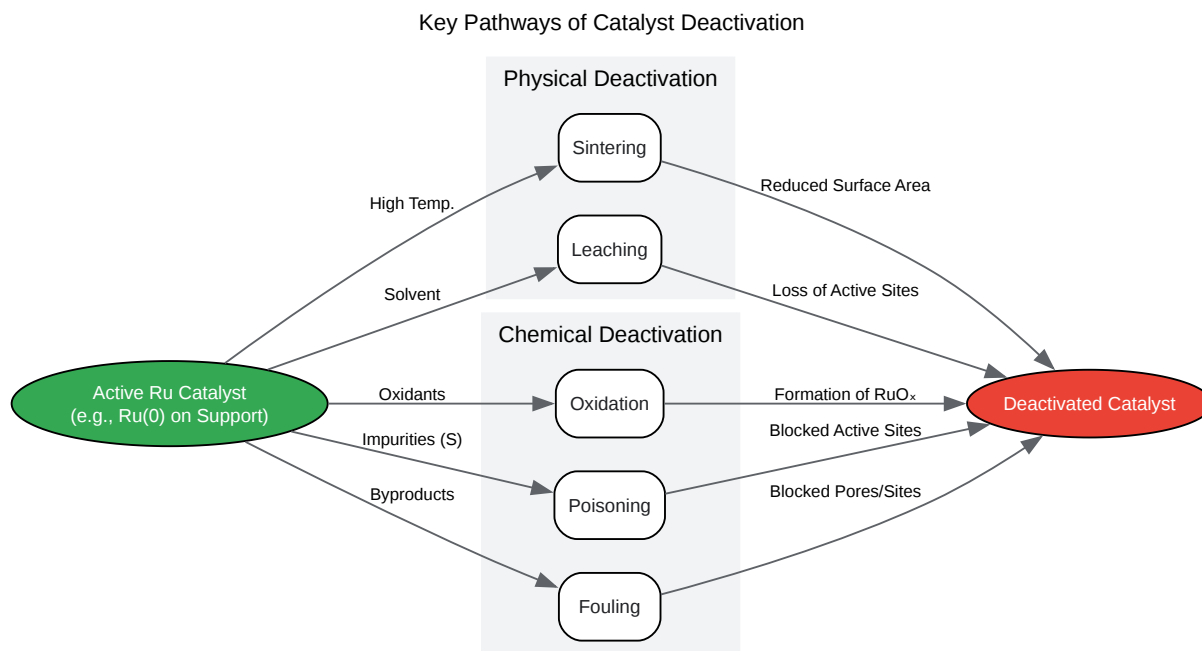 Key Pathways of Catalyst Deactivation
Physical Deactivation
Sintering
High Temp.
Reduced Surface Area
Leaching
Solvent
Loss of Active Sites
Chemical Deactivation
Active Ru Catalyst
(e.g., Ru(0) on Support)
Oxidants
Oxidation
Formation of RuOₓ
Deactivated Catalyst
Impurities (S)
Blocked Active Sites
Byproducts
Poisoning
Blocked Pores/Sites
Fouling